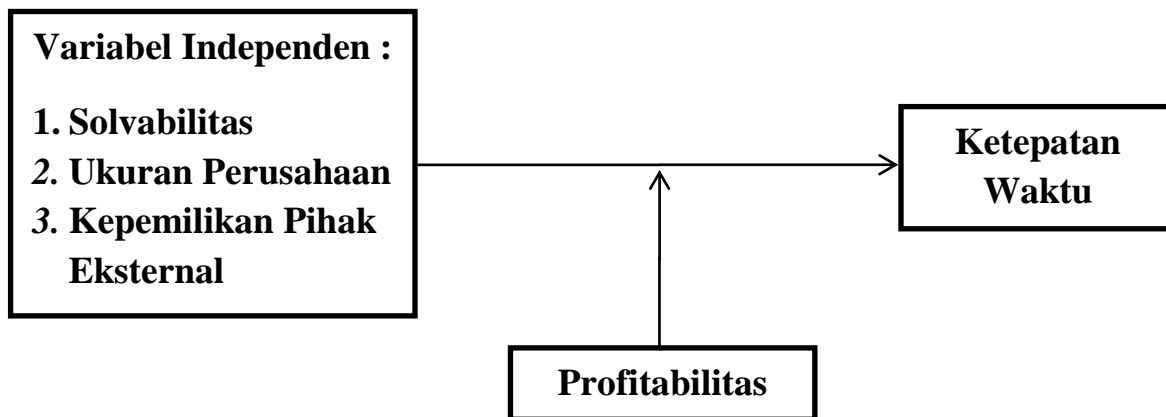 Variabel Independen :
1. Solvabilitas
2. Ukuran Perusahaan
3. Kepemilikan Pihak
Eksternal
Ketepatan
Waktu
Profitabilitas